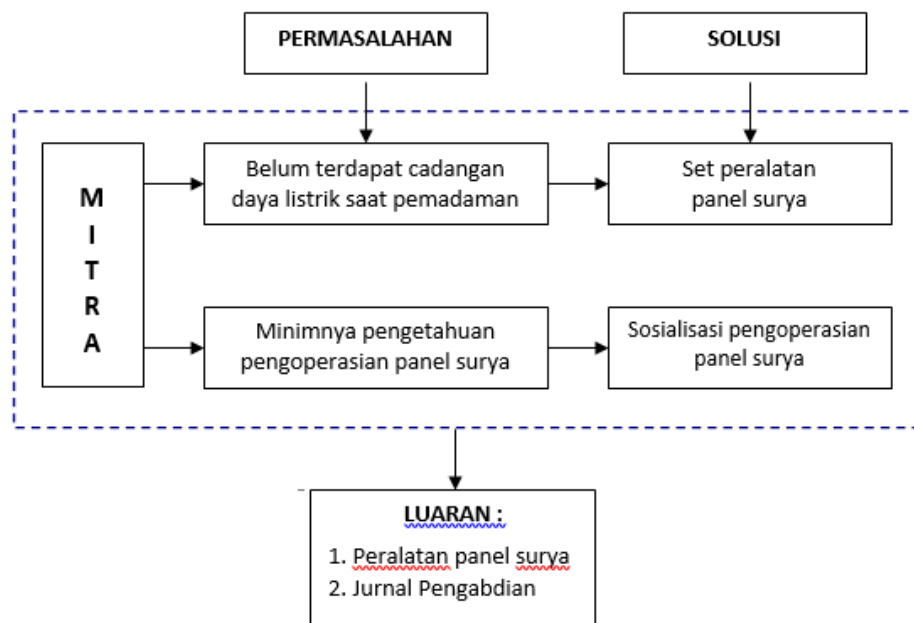 PERMASALAHAN
SOLUSI
M
I
T
R
A
Belum terdapat cadangan
daya listrik saat pemadaman
Set peralatan
panel surya
Minimnya pengetahuan
pengoperasian panel surya
Sosialisasi pengoperasian
panel surya
LUARAN :
1. Peralatan panel surya
2. Jurnal Pengabdian